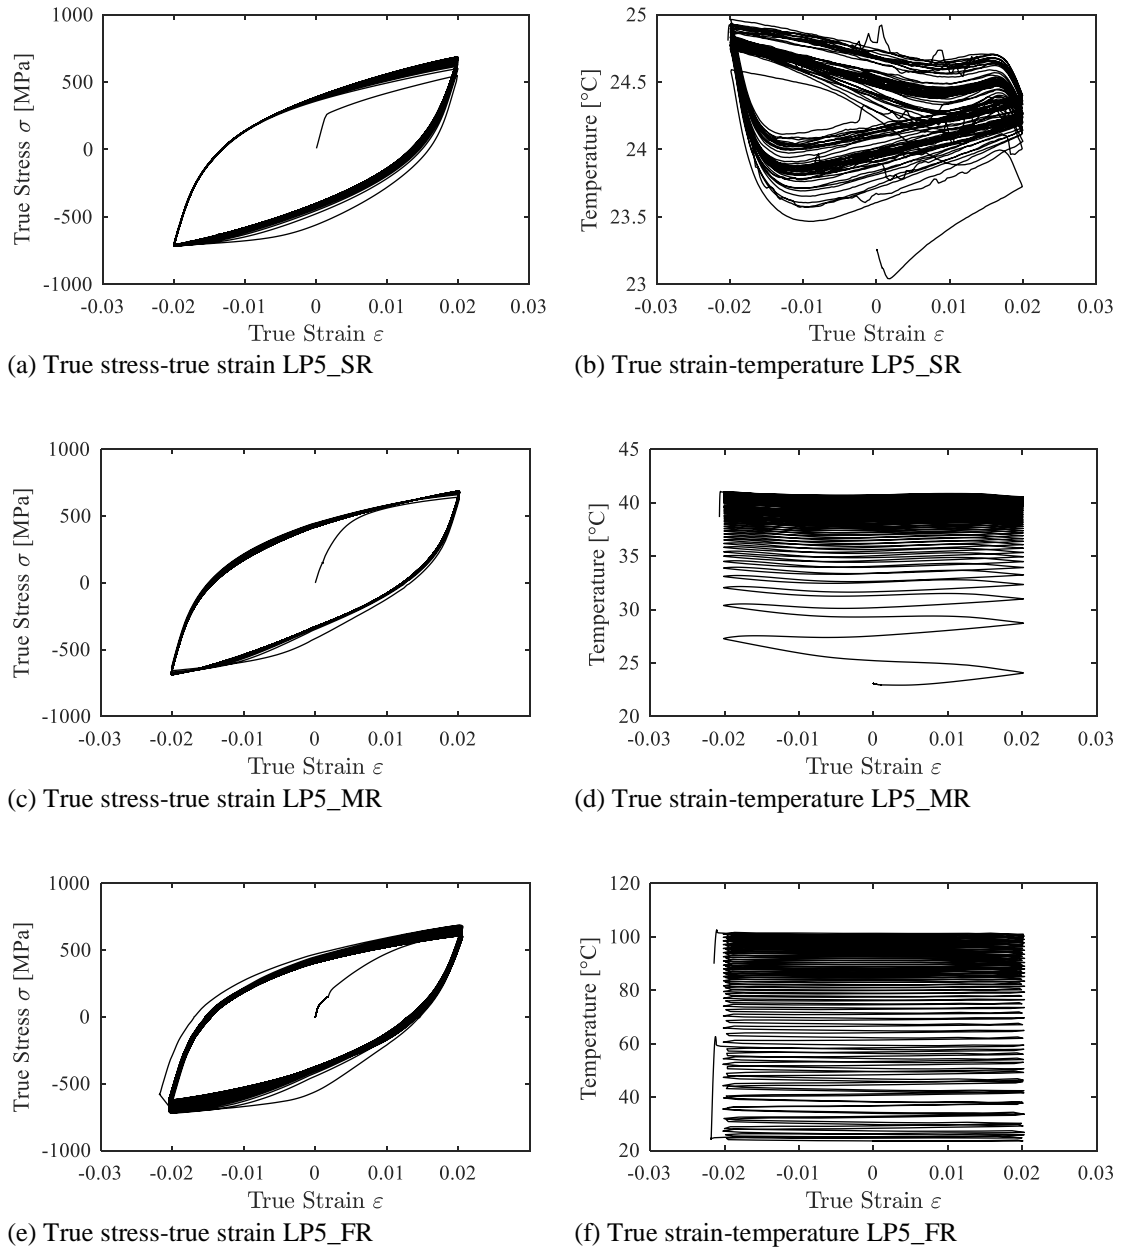 1000
500
0
-500
-1000
True Stress σ [MPa]
-0.03 -0.02 -0.01 0 0.01 0.02 0.03
True Strain ε
(a) True stress-true strain LP5_SR
25
24.5
24
23.5
23
Temperature [°C]
-0.03 -0.02 -0.01 0 0.01 0.02 0.03
True Strain ε
(b) True strain-temperature LP5_SR
1000
500
0
-500
-1000
True Stress σ [MPa]
-0.03 -0.02 -0.01 0 0.01 0.02 0.03
True Strain ε
(c) True stress-true strain LP5_MR
45
40
35
30
25
20
Temperature [°C]
-0.03 -0.02 -0.01 0 0.01 0.02 0.03
True Strain ε
(d) True strain-temperature LP5_MR
1000
500
0
-500
-1000
True Stress σ [MPa]
-0.03 -0.02 -0.01 0 0.01 0.02 0.03
True Strain ε
(e) True stress-true strain LP5_FR
120
100
80
60
40
20
Temperature [°C]
-0.03 -0.02 -0.01 0 0.01 0.02 0.03
True Strain ε
(f) True strain-temperature LP5_FR